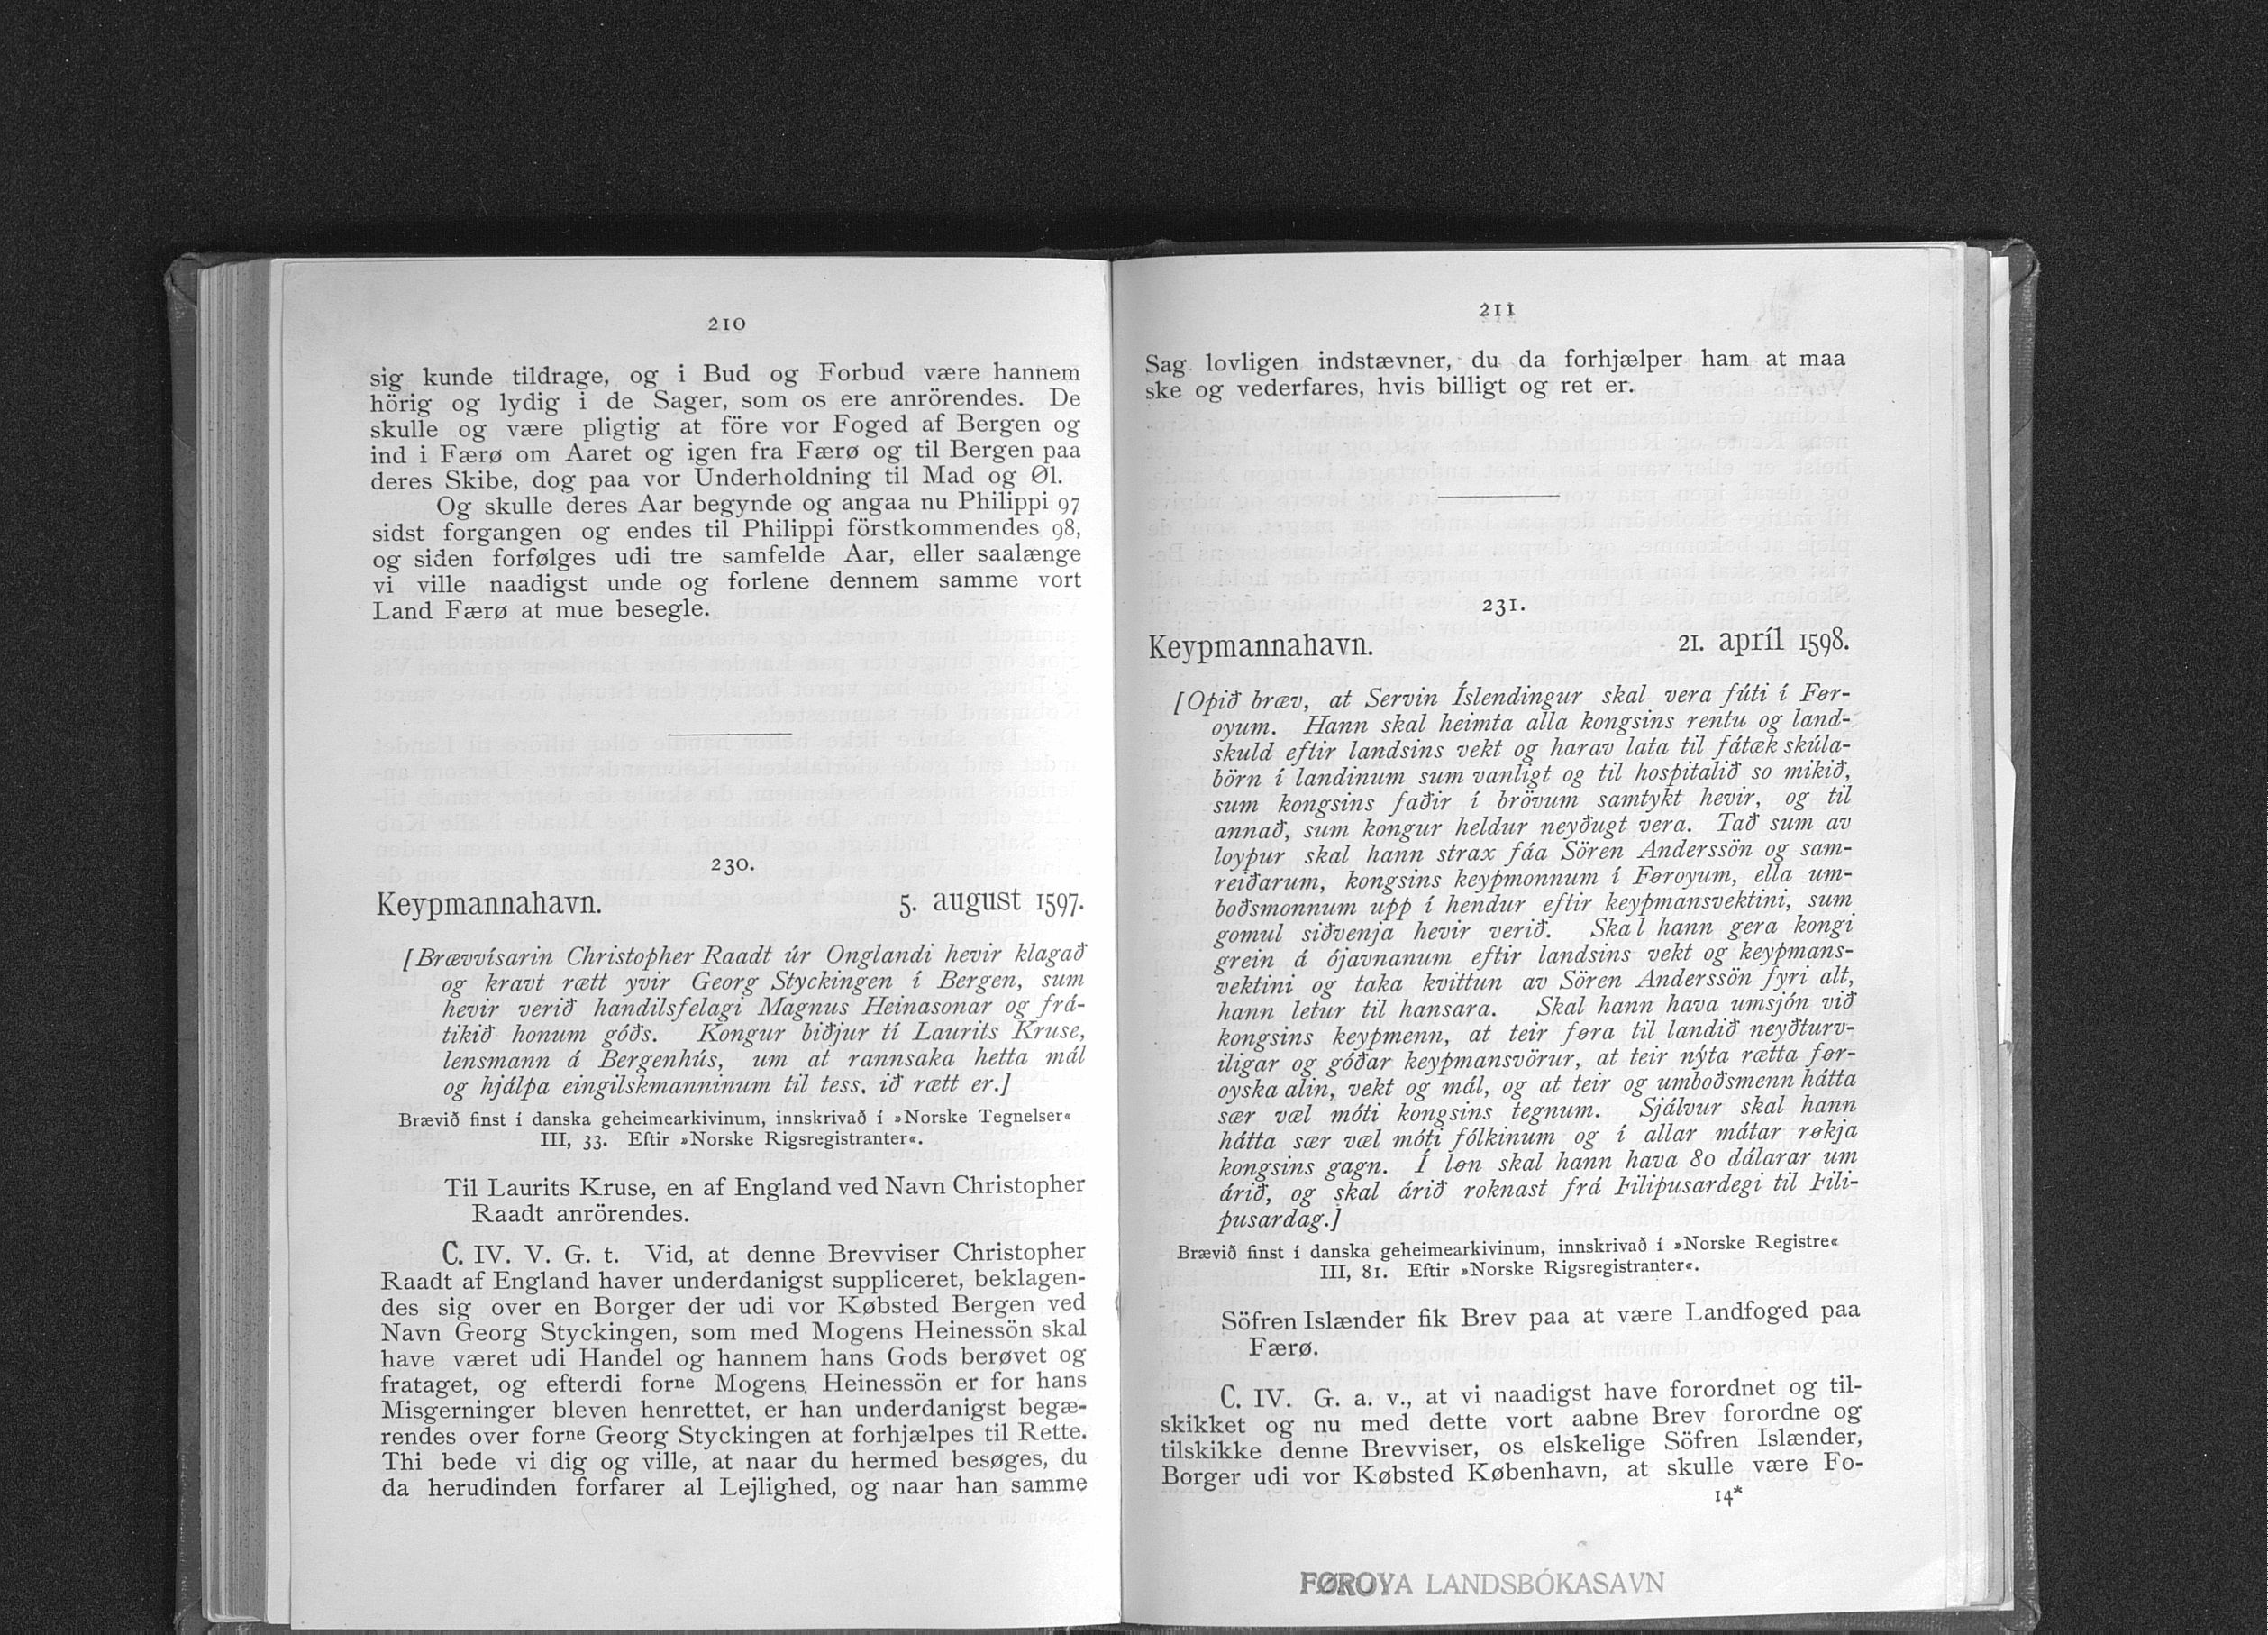 210
sig kunde tildrage, og i Bud og Forbud være hannem
hörig og lydig i de Sager, som os ere anrörendes. De
skulle og være pligtig at före vor Foged af Bergen og
ind i Færø om Aaret og igen fra Færø og til Bergen paa
deres Skibe, dog paa vor Underholdning til Mad og Øl.
Og skulle deres Aar begynde og angaa nu Philippi 97
sidst forgangen og endes til Philippi förstkommendes 98,
og siden forfølges udi tre samfelde Aar, eller saalænge
vi ville naadigst unde og forlene dennem samme vort
Land Færø at mue besegle.
230.
Keypmannahavn. 5. august 1597.
[Brævvísarin Christopher Raadt úr Onglandi hevir klagað
og kravt rætt yvir Georg Styckingen í Bergen, sum
hevir verið handilsfelagi Magnus Heinasonar og frá-
tikið honum góðs. Kongur biðjur tí Laurits Kruse,
lensmann á Bergenhús, um at rannsaka hetta mál
og hjálpa eingilskmanninum til tess, ið rætt er.]
Brævið finst í danska geheimearkivinum, innskrivað í »Norske Tegnelser«
III, 33. Eftir »Norske Rigsregistranter«.
Til Laurits Kruse, en af England ved Navn Christopher
Raadt anrörendes.
C. IV. V. G. t. Vid, at denne Brevviser Christopher
Raadt af England haver underdanigst suppliceret, beklagen-
des sig over en Borger der udi vor Købsted Bergen ved
Navn Georg Styckingen, som med Mogens Heinessön skal
have været udi Handel og hannem hans Gods berøvet og
frataget, og efterdi forne Mogens Heinessön er for hans
Misgerninger bleven henrettet, er han underdanigst begæ-
rendes over forne Georg Styckingen at forhjælpes til Rette.
Thi bede vi dig og ville, at naar du hermed besøges, du
da herudinden forfarer al Lejlighed, og naar han samme
211
Sag lovligen indstævner, du da forhjælper ham at maa
ske og vederfares, hvis billigt og ret er.
231.
Keypmannahavn. 21. apríl 1598.
[Opið bræv, at Servin Íslendingur skal vera fúti í Før-
oyum. Hann skal heimta alla kongsins rentu og land-
skuld eftir landsins vekt og harav lata til fátæk skúla-
börn í landinum sum vanligt og til hospitalið so mikið,
sum kongsins faðir í brövum samtykt hevir, og til
annað, sum kongur heldur neyðugt vera. Tað sum av
loypur skal hann strax fáa Sören Anderssön og sam-
reiðarum, kongsins keypmonnum í Føroyum, ella um-
boðsmonnum upp í hendur eftir keypmansvektini, sum
gomul siðvenja hevir verið. Skal hann gera kongi
grein á ójavnanum eftir landsins vekt og keypmans-
vektini og taka kvittun av Sören Anderssön fyri alt,
hann letur til hansara. Skal hann hava umsjón við
kongsins keypmenn, at teir føra til landið neyðturv-
iligar og góðar keypmansvörur, at teir nýta rætta før-
oyska alin, vekt og mál, og at teir og umboðsmenn hátta
sær væl móti kongsins tegnum. Sjálvur skal hann
hátta sær væl móti fólkinum og í allar mátar røkja
kongsins gagn. Í løn skal hann hava 80 dálarar um
árið, og skal árið roknast frá Filipusardegi til Fili-
pusardag.]
Brævið finst í danska geheimearkivinum, innskrivað í »Norske Registre«
III, 81. Eftir »Norske Rigsregistranter«.
Söfren Islænder fik Brev paa at være Landfoged paa
Færø.
C. IV. G. a. v., at vi naadigst have forordnet og til-
skikket og nu med dette vort aabne Brev forordne og
tilskikke denne Brevviser, os elskelige Söfren Islænder,
Borger udi vor Købsted København, at skulle være Fo-
14*
FØROYA LANDSBÓKASAVN